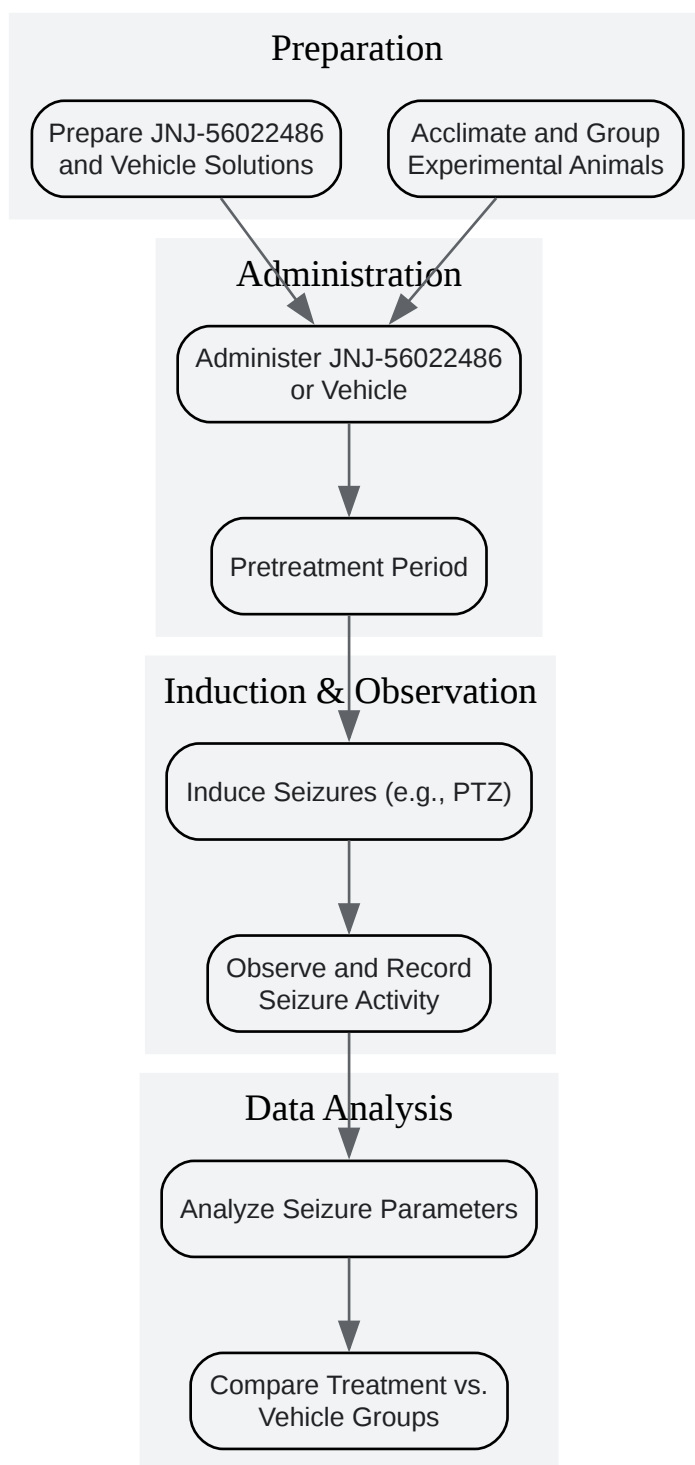 Preparation
Prepare JNJ-56022486
and Vehicle Solutions
Acclimate and Group
Experimental Animals
Administration
Administer JNJ-56022486
or Vehicle
Pretreatment Period
Induction & Observation
Induce Seizures (e.g., PTZ)
Observe and Record
Seizure Activity
Data Analysis
Analyze Seizure Parameters
Compare Treatment vs.
Vehicle Groups